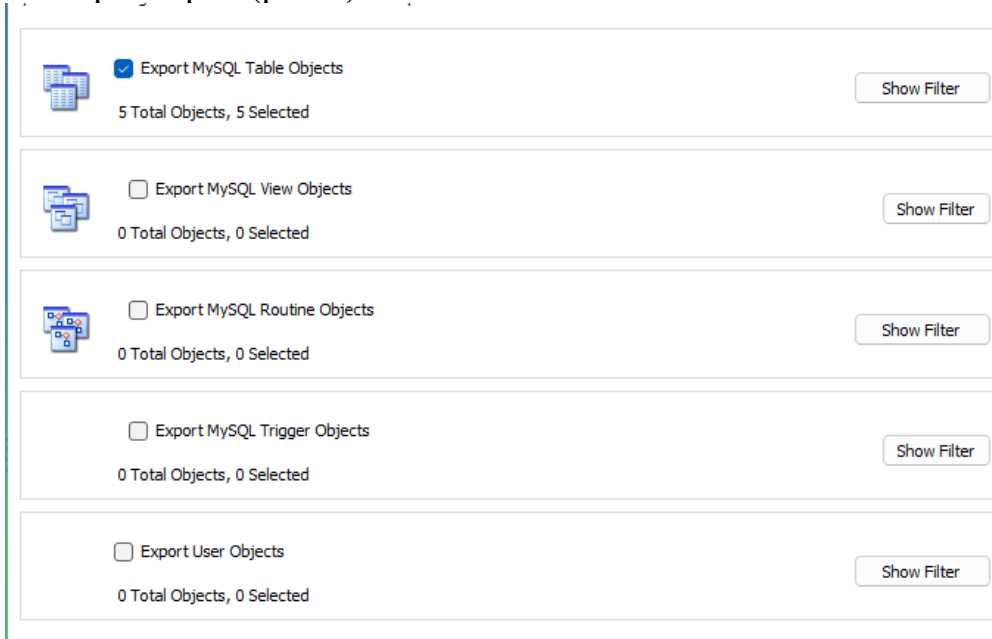 Export MySQL Table Objects
Show Filter
5 Total Objects, 5 Selected
Export MySQL View Objects
Show Filter
0 Total Objects, 0 Selected
Export MySQL Routine Objects
Show Filter
0 Total Objects, 0 Selected
Export MySQL Trigger Objects
Show Filter
0 Total Objects, 0 Selected
Export User Objects
Show Filter
0 Total Objects, 0 Selected